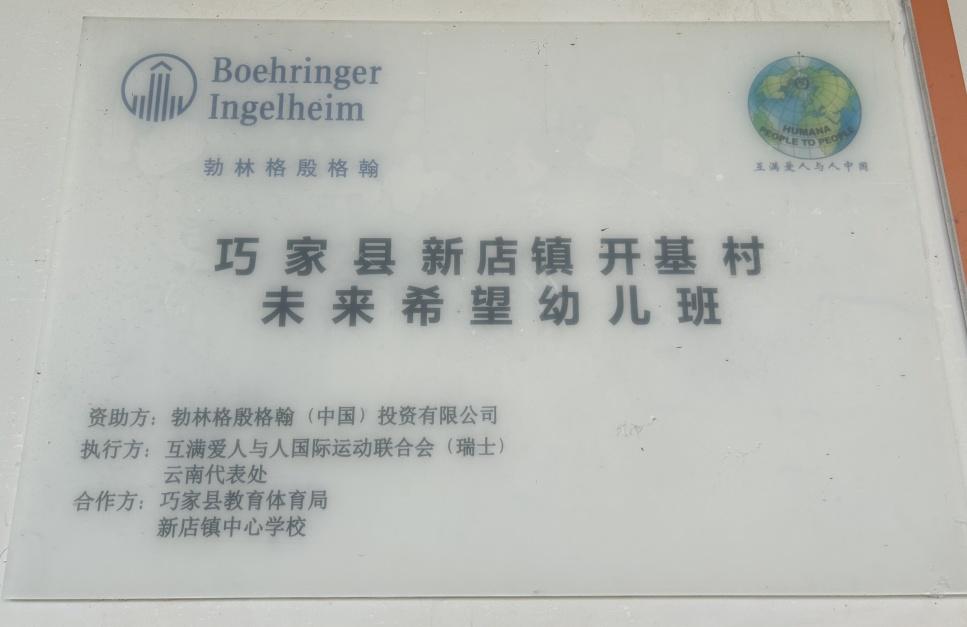 Boehringer
Ingelheim
勃林格殷格翰
HUMANA
PEOPLE TO PEOPLE
互满爱人与人中国
巧家县新店镇开基村
未来希望幼儿班
资助方：勃林格殷格翰（中国）投资有限公司
执行方：互满爱人与人国际运动联合会（瑞士）
云南代表处
合作方：巧家县教育体育局
新店镇中心学校